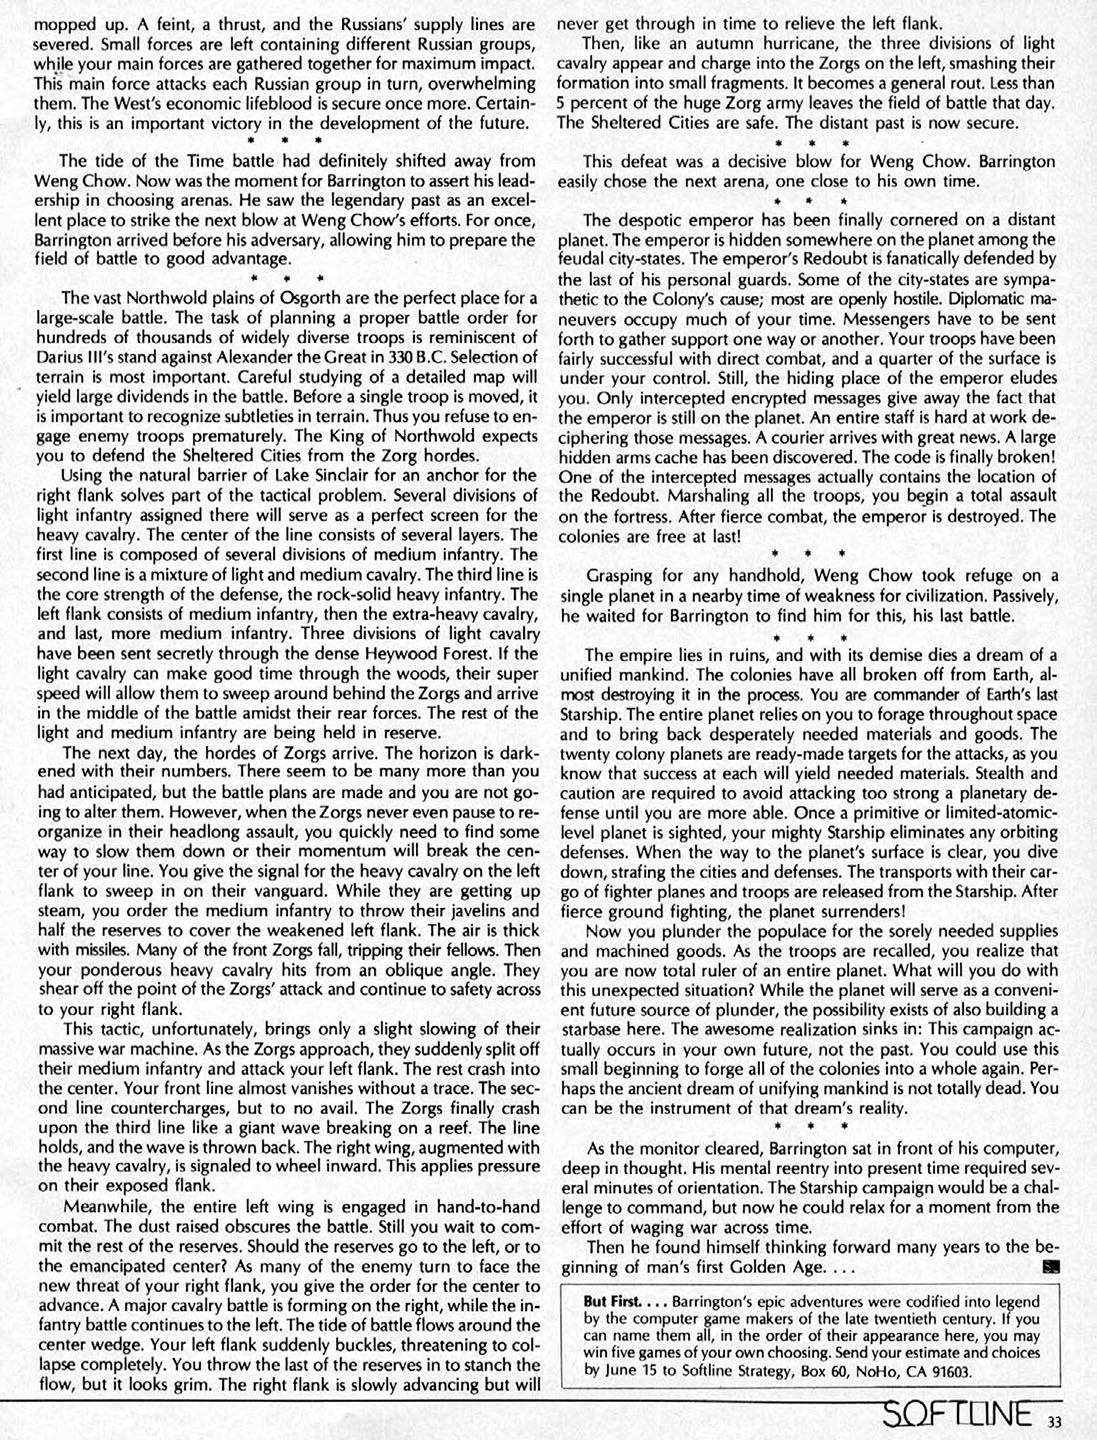 mopped up. A feint, a thrust, and the Russians' supply lines are
severed. Small forces are left containing different Russian groups,
while your main forces are gathered together for maximum impact.
This main force attacks each Russian group in turn, overwhelming
them. The West's economic lifeblood is secure once more. Certain-
ly, this is an important victory in the development of the future.
* * *
The tide of the Time battle had definitely shifted away from
Weng Chow. Now was the moment for Barrington to assert his lead-
ership in choosing arenas. He saw the legendary past as an excel-
lent place to strike the next blow at Weng Chow's efforts. For once,
Barrington arrived before his adversary, allowing him to prepare the
field of battle to good advantage.
* * *
The vast Northwold plains of Osgorth are the perfect place for a
large-scale battle. The task of planning a proper battle order for
hundreds of thousands of widely diverse troops is reminiscent of
Darius III's stand against Alexander the Great in 330 B.C. Selection of
terrain is most important. Careful studying of a detailed map will
yield large dividends in the battle. Before a single troop is moved, it
is important to recognize subtleties in terrain. Thus you refuse to en-
gage enemy troops prematurely. The King of Northwold expects
you to defend the Sheltered Cities from the Zorg hordes.
Using the natural barrier of Lake Sinclair for an anchor for the
right flank solves part of the tactical problem. Several divisions of
light infantry assigned there will serve as a perfect screen for the
heavy cavalry. The center of the line consists of several layers. The
first line is composed of several divisions of medium infantry. The
second line is a mixture of light and medium cavalry. The third line is
the core strength of the defense, the rock-solid heavy infantry. The
left flank consists of medium infantry, then the extra-heavy cavalry,
and last, more medium infantry. Three divisions of light cavalry
have been sent secretly through the dense Heywood Forest. If the
light cavalry can make good time through the woods, their super
speed will allow them to sweep around behind the Zorgs and arrive
in the middle of the battle amidst their rear forces. The rest of the
light and medium infantry are being held in reserve.
The next day, the hordes of Zorgs arrive. The horizon is dark-
ened with their numbers. There seem to be many more than you
had anticipated, but the battle plans are made and you are not go-
ing to alter them. However, when the Zorgs never even pause to re-
organize in their headlong assault, you quickly need to find some
way to slow them down or their momentum will break the cen-
ter of your line. You give the signal for the heavy cavalry on the left
flank to sweep in on their vanguard. While they are getting up
steam, you order the medium infantry to throw their javelins and
half the reserves to cover the weakened left flank. The air is thick
with missiles. Many of the front Zorgs fall, tripping their fellows. Then
your ponderous heavy cavalry hits from an oblique angle. They
shear off the point of the Zorgs' attack and continue to safety across
to your right flank.
This tactic, unfortunately, brings only a slight slowing of their
massive war machine. As the Zorgs approach, they suddenly split off
their medium infantry and attack your left flank. The rest crash into
the center. Your front line almost vanishes without a trace. The sec-
ond line countercharges, but to no avail. The Zorgs finally crash
upon the third line like a giant wave breaking on a reef. The line
holds, and the wave is thrown back. The right wing, augmented with
the heavy cavalry, is signaled to wheel inward. This applies pressure
on their exposed flank.
Meanwhile, the entire left wing is engaged in hand-to-hand
combat. The dust raised obscures the battle. Still you wait to com-
mit the rest of the reserves. Should the reserves go to the left, or to
the emancipated center? As many of the enemy turn to face the
new threat of your right flank, you give the order for the center to
advance. A major cavalry battle is forming on the right, while the in-
fantry battle continues to the left. The tide of battle flows around the
center wedge. Your left flank suddenly buckles, threatening to col-
lapse completely. You throw the last of the reserves in to stanch the
flow, but it looks grim. The right flank is slowly advancing but will
never get through in time to relieve the left flank.
Then, like an autumn hurricane, the three divisions of light
cavalry appear and charge into the Zorgs on the left, smashing their
formation into small fragments. It becomes a general rout. Less than
5 percent of the huge Zorg army leaves the field of battle that day.
The Sheltered Cities are safe. The distant past is now secure.
* * *
This defeat was a decisive blow for Weng Chow. Barrington
easily chose the next arena, one close to his own time.
* * *
The despotic emperor has been finally cornered on a distant
planet. The emperor is hidden somewhere on the planet among the
feudal city-states. The emperor's Redoubt is fanatically defended by
the last of his personal guards. Some of the city-states are sympa-
thetic to the Colony's cause; most are openly hostile. Diplomatic ma-
neuvers occupy much of your time. Messengers have to be sent
forth to gather support one way or another. Your troops have been
fairly successful with direct combat, and a quarter of the surface is
under your control. Still, the hiding place of the emperor eludes
you. Only intercepted encrypted messages give away the fact that
the emperor is still on the planet. An entire staff is hard at work de-
ciphering those messages. A courier arrives with great news. A large
hidden arms cache has been discovered. The code is finally broken!
One of the intercepted messages actually contains the location of
the Redoubt. Marshaling all the troops, you begin a total assault
on the fortress. After fierce combat, the emperor is destroyed. The
colonies are free at last!
* * *
Grasping for any handhold, Weng Chow took refuge on a
single planet in a nearby time of weakness for civilization. Passively,
he waited for Barrington to find him for this, his last battle.
* * *
The empire lies in ruins, and with its demise dies a dream of a
unified mankind. The colonies have all broken off from Earth, al-
most destroying it in the process. You are commander of Earth's last
Starship. The entire planet relies on you to forage throughout space
and to bring back desperately needed materials and goods. The
twenty colony planets are ready-made targets for the attacks, as you
know that success at each will yield needed materials. Stealth and
caution are required to avoid attacking too strong a planetary de-
fense until you are more able. Once a primitive or limited-atomic-
level planet is sighted, your mighty Starship eliminates any orbiting
defenses. When the way to the planet's surface is clear, you dive
down, strafing the cities and defenses. The transports with their car-
go of fighter planes and troops are released from the Starship. After
fierce ground fighting, the planet surrenders!
Now you plunder the populace for the sorely needed supplies
and machined goods. As the troops are recalled, you realize that
you are now total ruler of an entire planet. What will you do with
this unexpected situation? While the planet will serve as a conveni-
ent future source of plunder, the possibility exists of also building a
starbase here. The awesome realization sinks in: This campaign ac-
tually occurs in your own future, not the past. You could use this
small beginning to forge all of the colonies into a whole again. Per-
haps the ancient dream of unifying mankind is not totally dead. You
can be the instrument of that dream's reality.
* * *
As the monitor cleared, Barrington sat in front of his computer,
deep in thought. His mental reentry into present time required sev-
eral minutes of orientation. The Starship campaign would be a chal-
lenge to command, but now he could relax for a moment from the
effort of waging war across time.
Then he found himself thinking forward many years to the be-
ginning of man's first Golden Age. . . .
But First. . . . Barrington's epic adventures were codified into legend
by the computer game makers of the late twentieth century. If you
can name them all, in the order of their appearance here, you may
win five games of your own choosing. Send your estimate and choices
by June 15 to Softline Strategy, Box 60, NoHo, CA 91603.
SOFTLINE 33